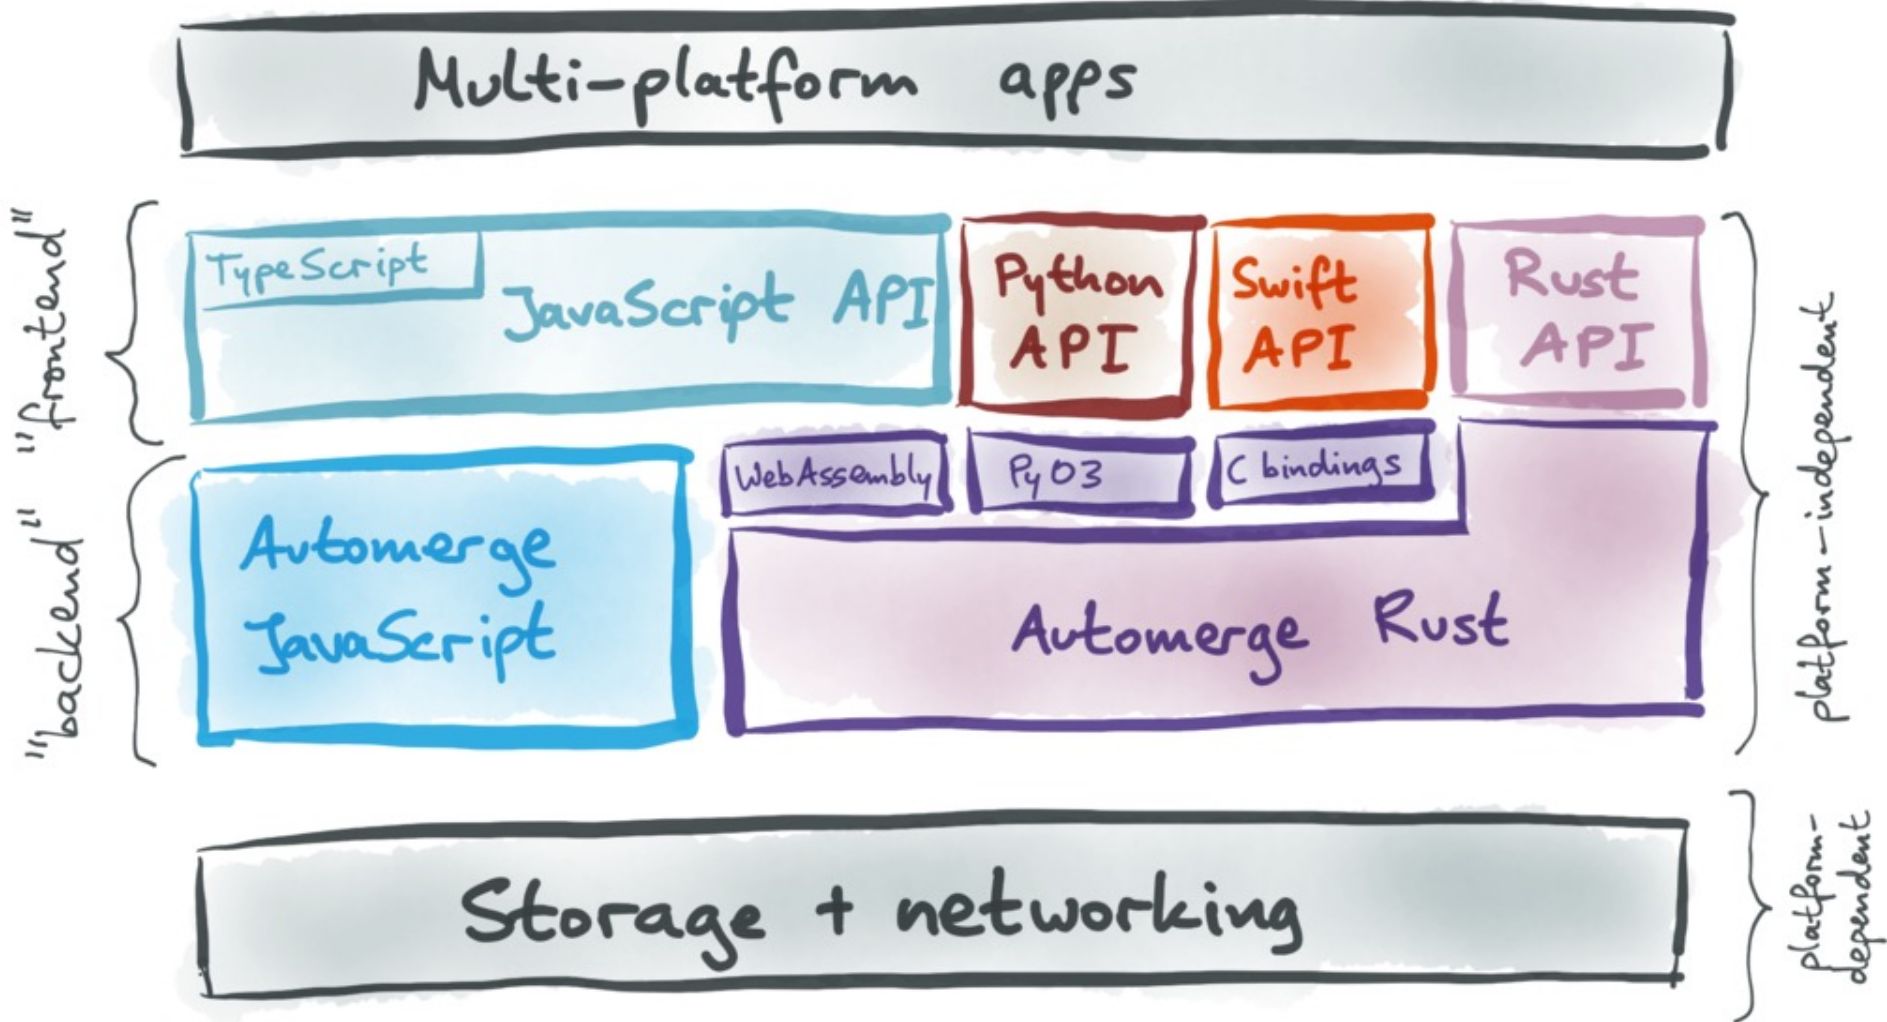 Multi-platform apps
"frontend"
TypeScript
JavaScript API
Python
API
Swift
API
Rust
API
platform-independent
"backend"
Automerge
JavaScript
WebAssembly
PyO3
C bindings
Automerge Rust
Storage + networking
platform-
dependent